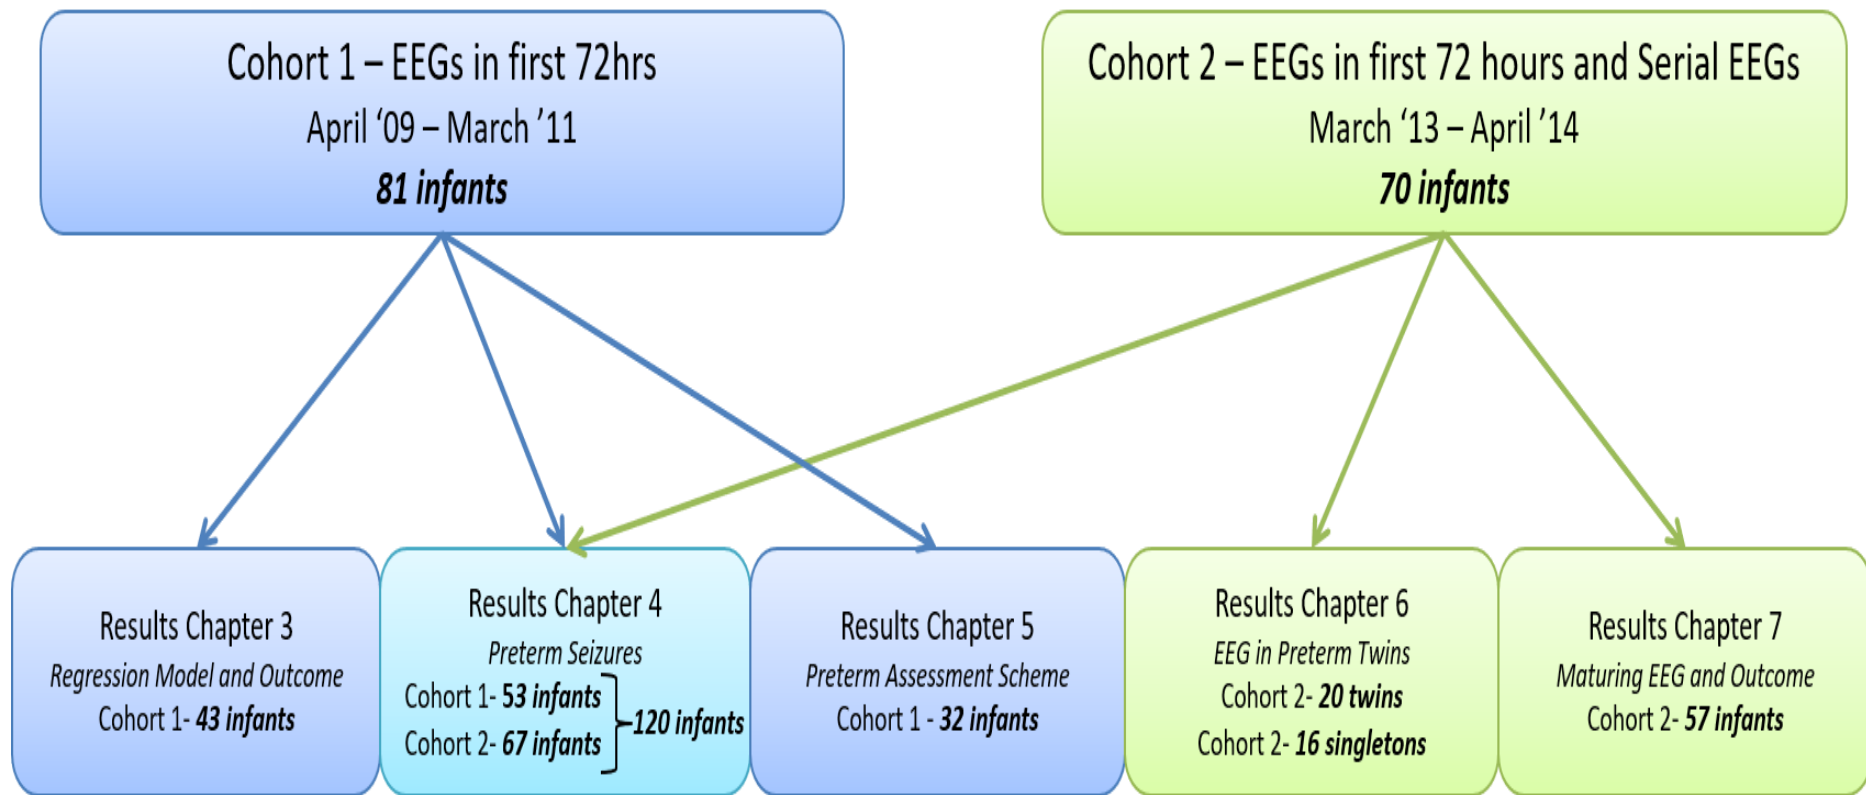 Cohort 1 – EEGs in first 72hrs
April ‘09 – March ’11
81 infants
Cohort 2 – EEGs in first 72 hours and Serial EEGs
March ‘13 – April ’14
70 infants
Results Chapter 3
Regression Model and Outcome
Cohort 1- 43 infants
Results Chapter 4
Preterm Seizures
Cohort 1- 53 infants
Cohort 2- 67 infants
120 infants
Results Chapter 5
Preterm Assessment Scheme
Cohort 1 - 32 infants
Results Chapter 6
EEG in Preterm Twins
Cohort 2- 20 twins
Cohort 2- 16 singletons
Results Chapter 7
Maturing EEG and Outcome
Cohort 2- 57 infants